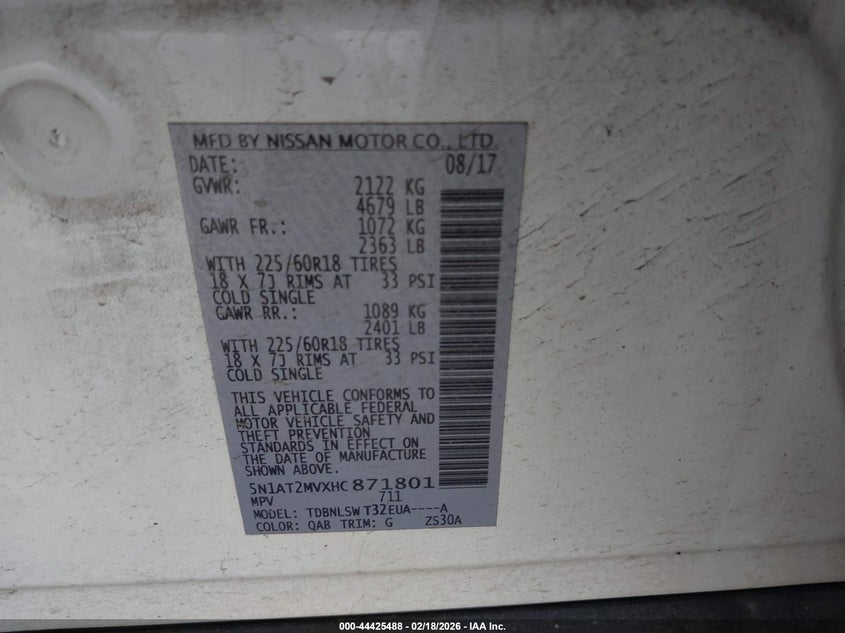 MFD BY NISSAN MOTOR CO., LTD.
DATE: 08/17
GVWR: 2122 KG
4679 LB
GAWR FR.: 1072 KG
2363 LB
WITH 225/60R18 TIRES
18 X 7J RIMS AT 33 PSI
COLD SINGLE
GAWR RR.: 1089 KG
2401 LB
WITH 225/60R18 TIRES
18 X 7J RIMS AT 33 PSI
COLD SINGLE
THIS VEHICLE CONFORMS TO
ALL APPLICABLE FEDERAL
MOTOR VEHICLE SAFETY AND
THEFT PREVENTION
STANDARDS IN EFFECT ON
THE DATE OF MANUFACTURE
SHOWN ABOVE.
5N1AT2MVXHC871801
MPV 711
MODEL: TDBNLSW T32EUA----A
COLOR: QAB TRIM: G ZS30A
000-44425488 - 02/18/2026 - IAA Inc.